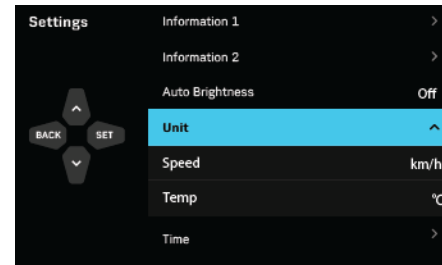 Settings
Information 1
Information 2
Auto Brightness Off
BACK SET
Unit
Speed km/h
Temp °C
Time